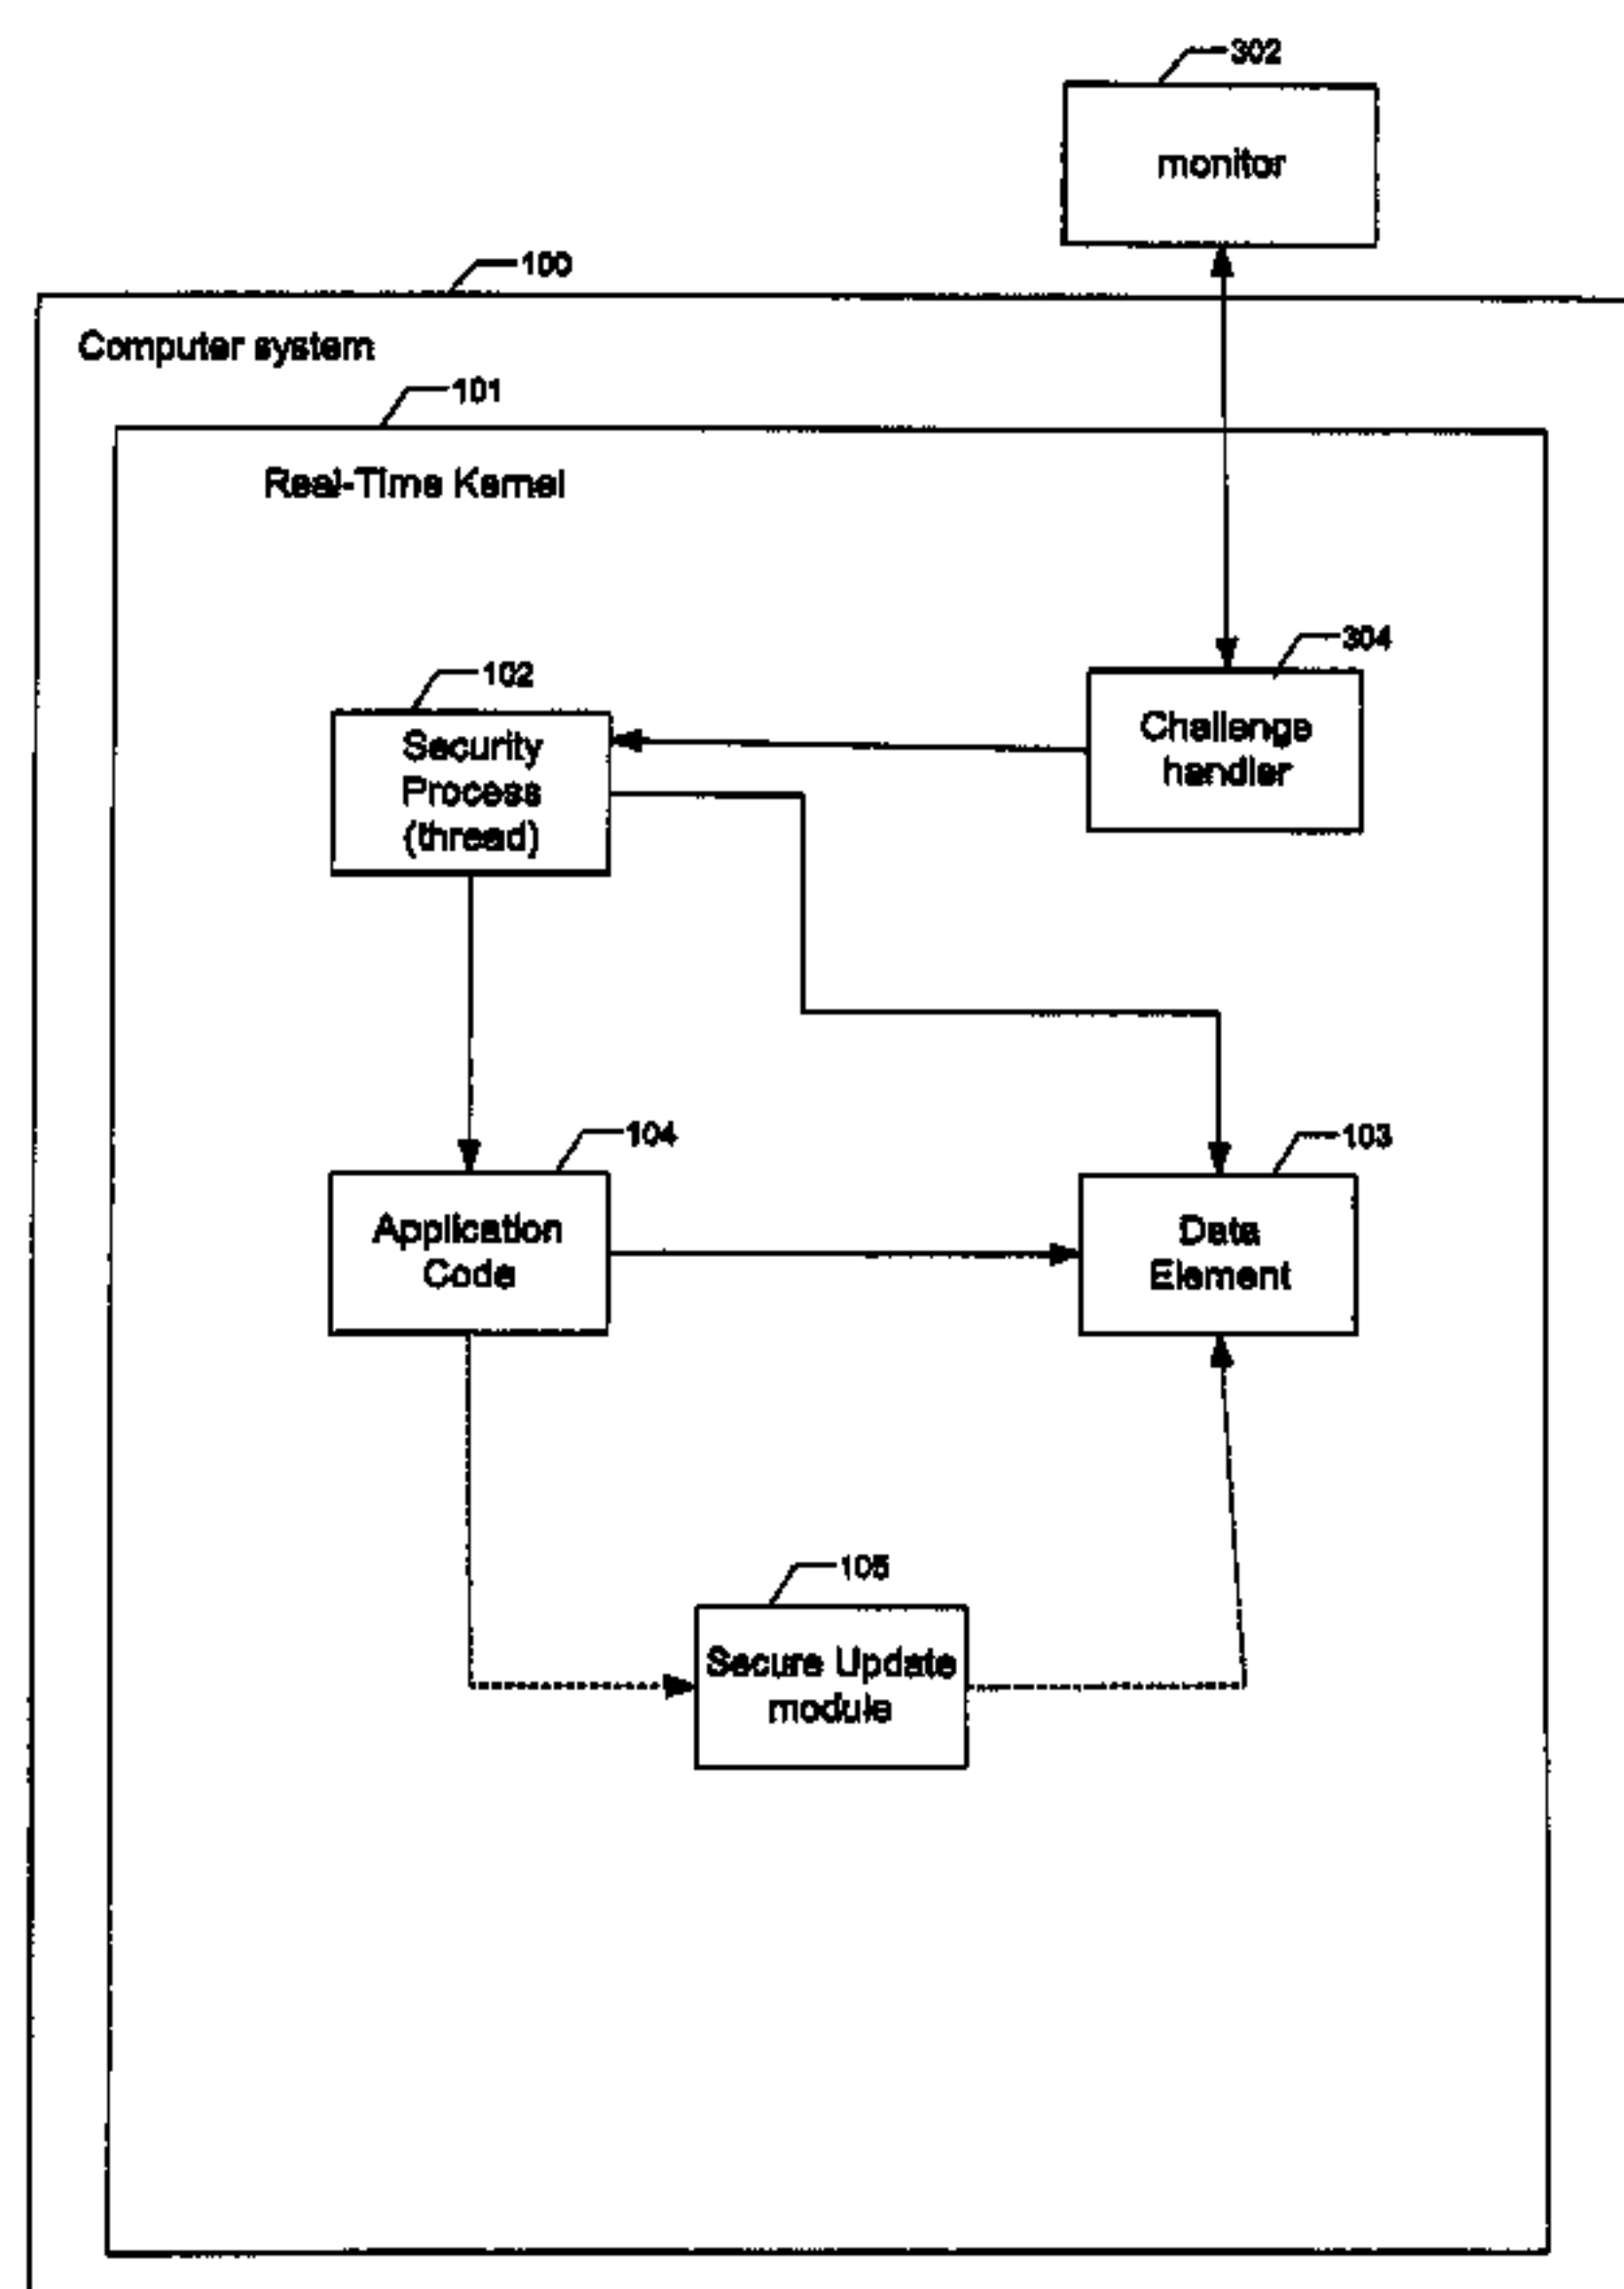 302
monitor
100
Computer system
101
Real-Time Kernel
304
102
Challenge
handler
Security
Process
(thread)
104
103
Application
Code
Data
Element
105
Secure Update
module